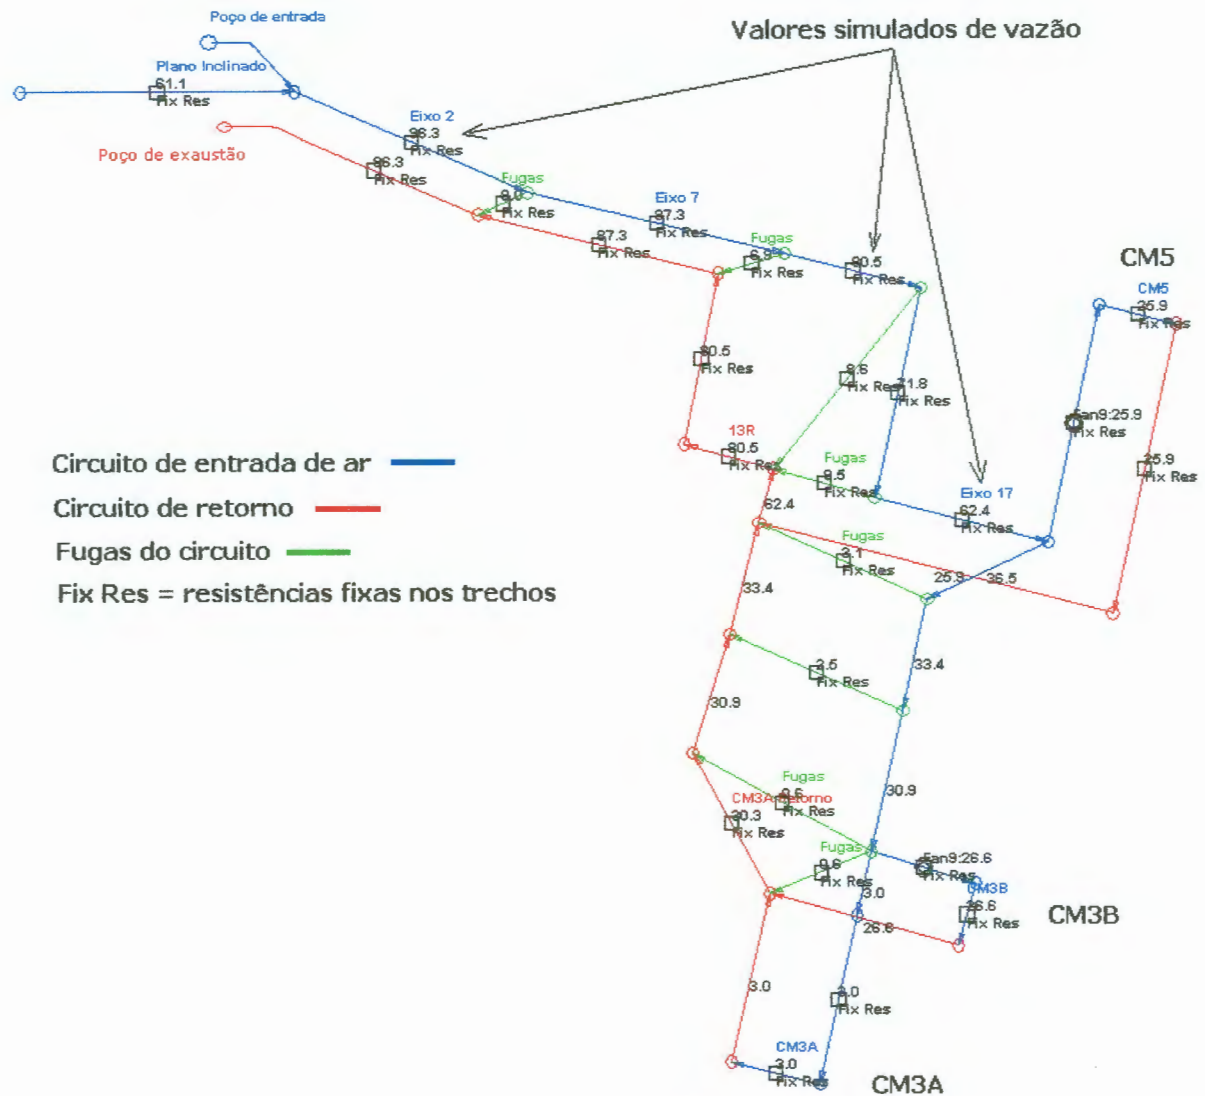 Poço de entrada
Valores simulados de vazão
Plano Inclinado
61.1
Fix Res
Eixo 2
96.3
Fix Res
Poço de exaustão
96.3
Fix Res
Fugas
9.0
Fix Res
Eixo 7
87.3
Fix Res
87.3
Fix Res
Fugas
6.9
Fix Res
80.5
Fix Res
CM5
CM5
25.9
Fix Res
80.5
Fix Res
8.6
Fix Res
71.8
Fix Res
Fan9:25.9
Fix Res
13R
80.5
Fix Res
Fugas
9.5
Fix Res
25.9
Fix Res
Eixo 17
62.4
Fix Res
Circuito de entrada de ar
Circuito de retorno
Fugas do circuito
Fix Res = resistências fixas nos trechos
62.4
Fugas
3.1
Fix Res
25.9
36.5
33.4
33.4
2.5
Fix Res
30.9
30.9
Fugas
0.6
Fix Res
CM3A Retorno
30.3
Fix Res
Fugas
0.6
Fix Res
Fan9:26.6
Fix Res
3.0
CM3B
26.6
Fix Res
CM3B
26.6
3.0
3.0
Fix Res
CM3A
3.0
Fix Res
CM3A